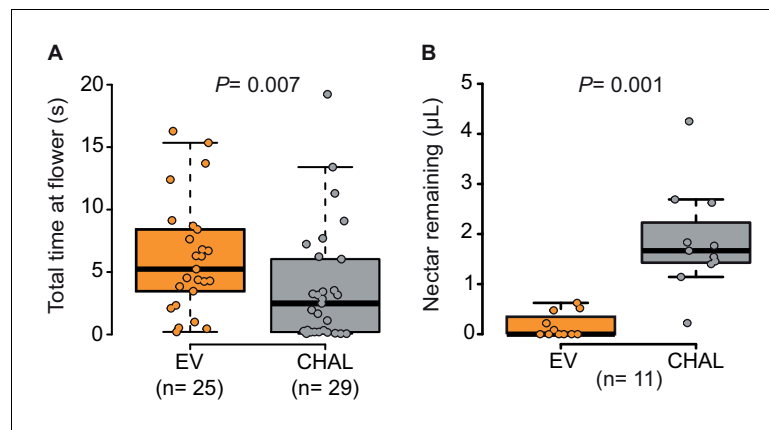 A
Total time at flower (s)
20
15
10
5
0
P= 0.007
EV
(n= 25)
CHAL
(n= 29)
B
Nectar remaining (µL)
5
4
3
2
1
0
P= 0.001
EV
CHAL
(n= 11)